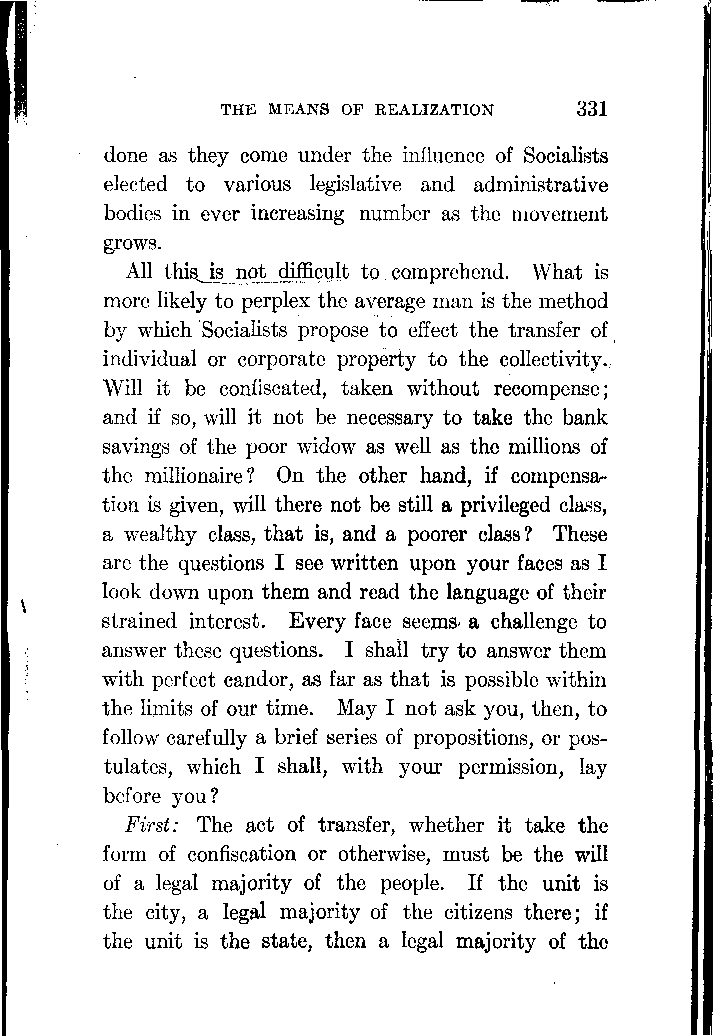 THE MEANS OF REALIZATION 331
done as they come under the influence of Socialists
elected to various legislative and administrative
bodies in ever increasing number as the movement
grows.
All this is not difficult to comprehend. What is
more likely to perplex the average man is the method
by which Socialists propose to effect the transfer of
individual or corporate property to the collectivity.
Will it be confiscated, taken without recompense;
and if so, will it not be necessary to take the bank
savings of the poor widow as well as the millions of
the millionaire? On the other hand, if compensa-
tion is given, will there not be still a privileged class,
a wealthy class, that is, and a poorer class? These
are the questions I see written upon your faces as I
look down upon them and read the language of their
strained interest. Every face seems a challenge to
answer these questions. I shall try to answer them
with perfect candor, as far as that is possible within
the limits of our time. May I not ask you, then, to
follow carefully a brief series of propositions, or pos-
tulates, which I shall, with your permission, lay
before you?
First: The act of transfer, whether it take the
form of confiscation or otherwise, must be the will
of a legal majority of the people. If the unit is
the city, a legal majority of the citizens there; if
the unit is the state, then a legal majority of the